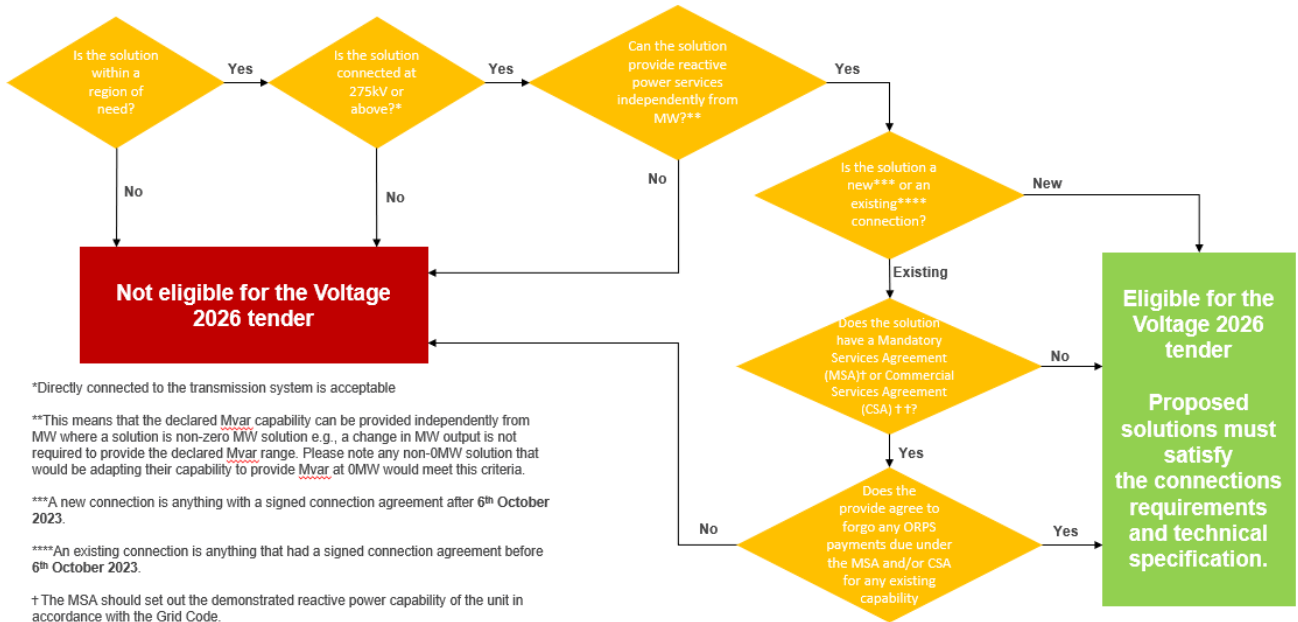 Is the solution
within a
region of
need?
Yes
Is the solution
connected at
275kV or
above?*
Yes
Can the solution
provide reactive
power services
independently from
MW?**
Yes
No
No
No
Is the solution a
new*** or an
existing****
connection?
New
Existing
Not eligible for the Voltage
2026 tender
Does the solution
have a Mandatory
Services Agreement
(MSA)† or Commercial
Services Agreement
(CSA) † †?
No
Yes
Does the
provide agree to
forgo any ORPS
payments due under
the MSA and/or CSA
for any existing
capability
No
Yes
Eligible for the
Voltage 2026
tender
Proposed
solutions must
satisfy
the connections
requirements
and technical
specification.
*Directly connected to the transmission system is acceptable
**This means that the declared Mvar capability can be provided independently from
MW where a solution is non-zero MW solution e.g., a change in MW output is not
required to provide the declared Mvar range. Please note any non-0MW solution that
would be adapting their capability to provide Mvar at 0MW would meet this criteria.
***A new connection is anything with a signed connection agreement after 6th October
2023.
****An existing connection is anything that had a signed connection agreement before
6th October 2023.
† The MSA should set out the demonstrated reactive power capability of the unit in
accordance with the Grid Code.